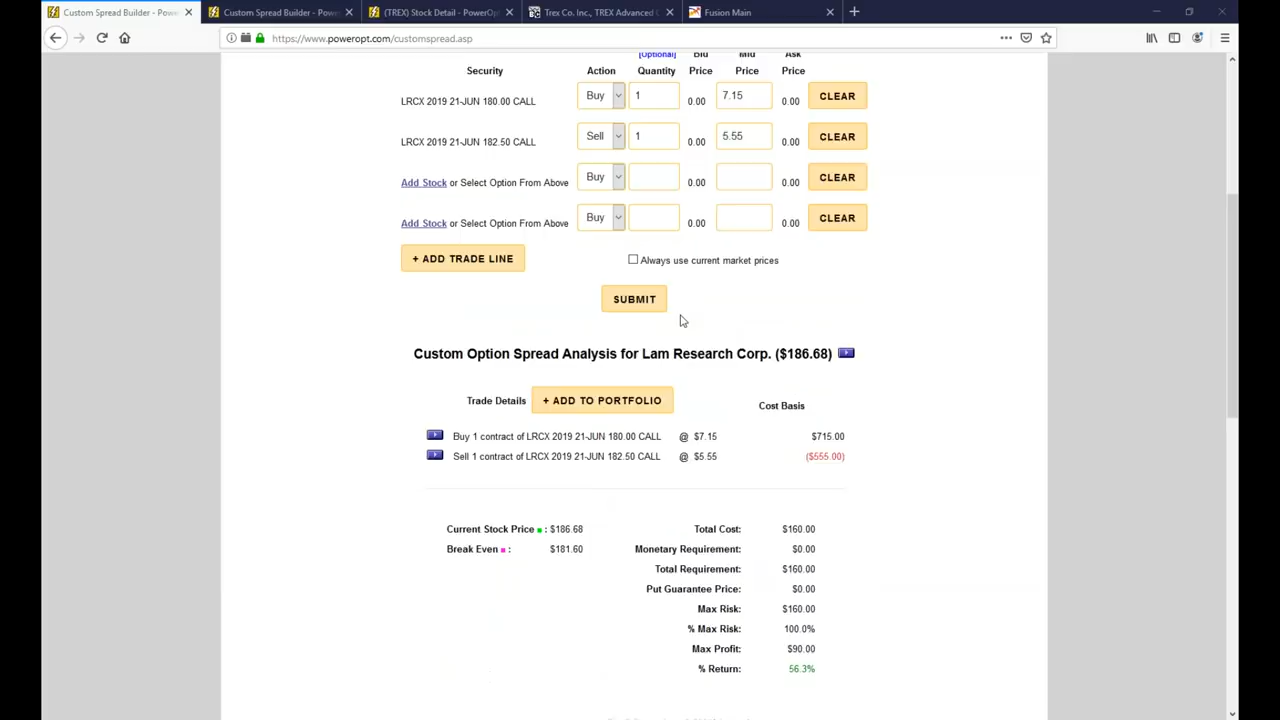 Custom Spread Builder - Powe
Custom Spread Builder - PowerOp
(TREX) Stock Detail - PowerOpt
Trex Co. Inc., TREX Advanced C
Fusion Main
https://www.poweropt.com/customspread.asp
[Optional] Bid Mid Ask
Security Action Quantity Price Price Price
LRCX 2019 21-JUN 180.00 CALL Buy 1 0.00 7.15 0.00 CLEAR
LRCX 2019 21-JUN 182.50 CALL Sell 1 0.00 5.55 0.00 CLEAR
Add Stock or Select Option From Above Buy 0.00 0.00 CLEAR
Add Stock or Select Option From Above Buy 0.00 0.00 CLEAR
+ ADD TRADE LINE Always use current market prices
SUBMIT
Custom Option Spread Analysis for Lam Research Corp. ($186.68)
Trade Details + ADD TO PORTFOLIO Cost Basis
Buy 1 contract of LRCX 2019 21-JUN 180.00 CALL @ $7.15 $715.00
Sell 1 contract of LRCX 2019 21-JUN 182.50 CALL @ $5.55 ($555.00)
Current Stock Price : $186.68 Total Cost: $160.00
Break Even : $181.60 Monetary Requirement: $0.00
Total Requirement: $160.00
Put Guarantee Price: $0.00
Max Risk: $160.00
% Max Risk: 100.0%
Max Profit: $90.00
% Return: 56.3%